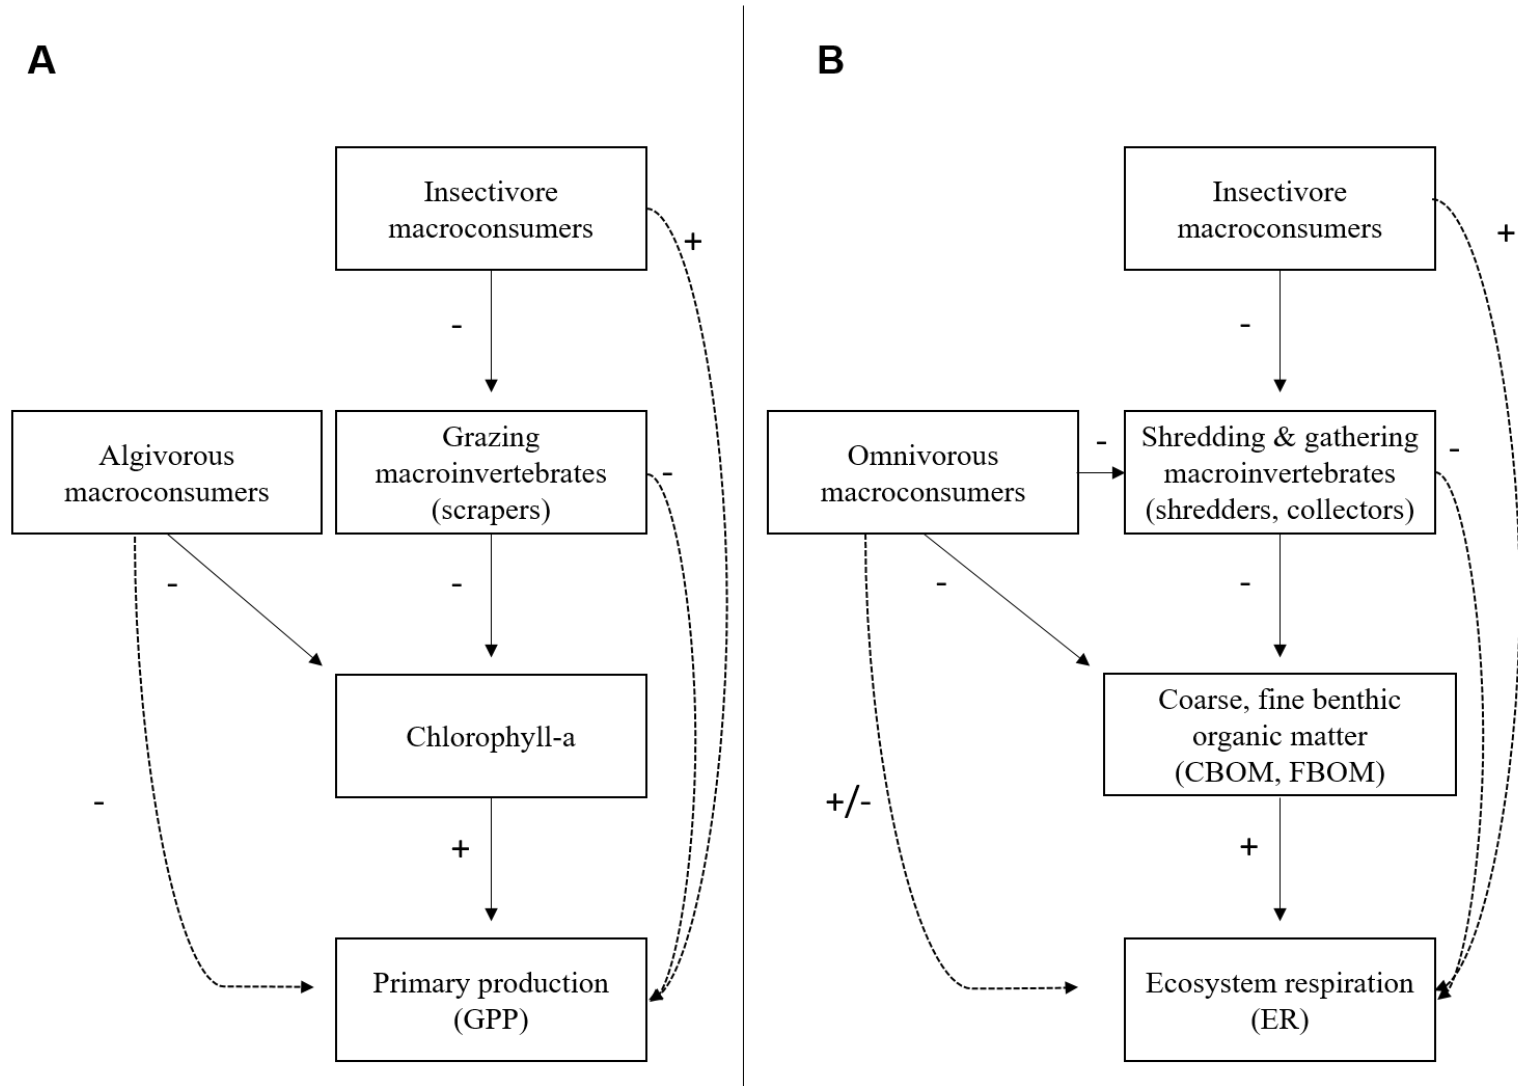 A
Insectivore
macroconsumers
+
-
Algivorous
macroconsumers
Grazing
macroinvertebrates
(scrapers)
-
-
-
Chlorophyll-a
-
+
Primary production
(GPP)
B
Insectivore
macroconsumers
+
-
Omnivorous
macroconsumers
-
Shredding & gathering
macroinvertebrates
(shredders, collectors)
-
-
-
Coarse, fine benthic
organic matter
(CBOM, FBOM)
+/-
+
Ecosystem respiration
(ER)